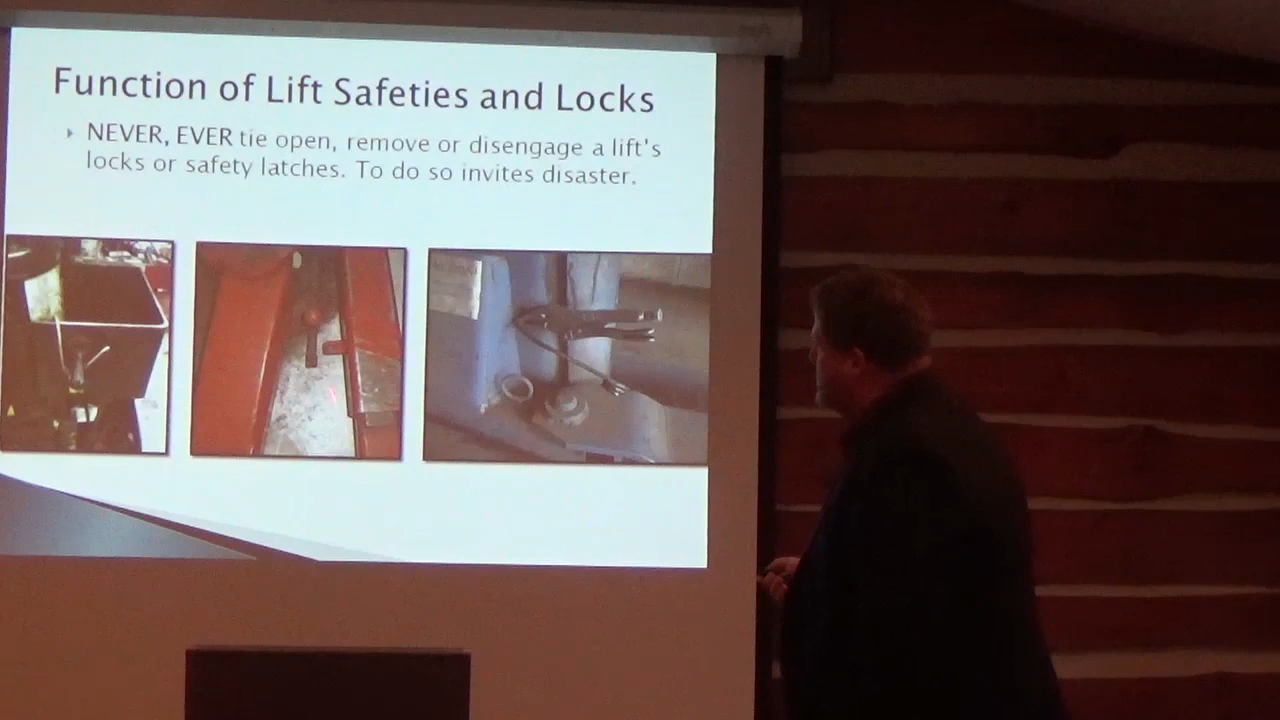 Function of Lift Safeties and Locks
NEVER, EVER tie open, remove or disengage a lift's
locks or safety latches. To do so invites disaster.